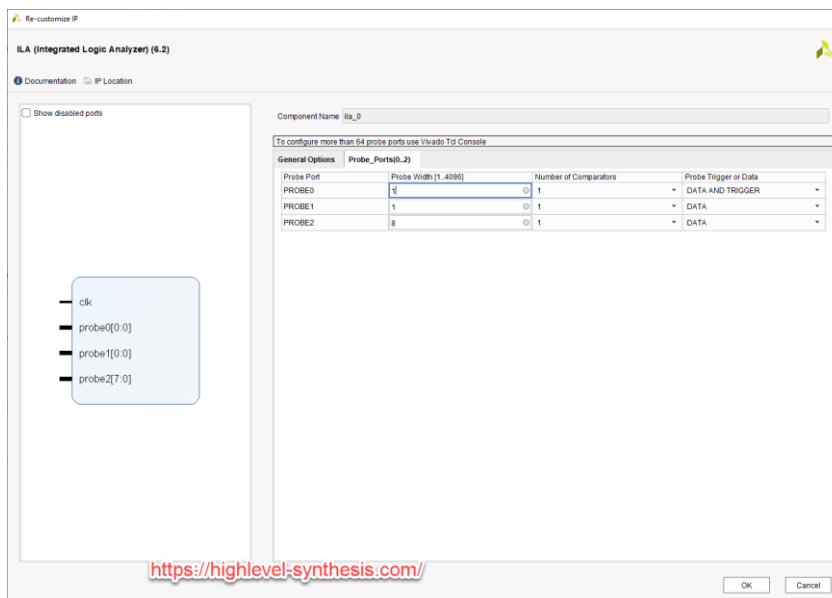 Re-customize IP
ILA (Integrated Logic Analyzer) (6.2)
Documentation IP Location
Show disabled ports
clk
probe0[0:0]
probe1[0:0]
probe2[7:0]
Component Name ila_0
To configure more than 64 probe ports use Vivado Tcl Console
General Options Probe_Ports(0..2)
Probe Port Probe Width [1..4096] Number of Comparators Probe Trigger or Data
PROBE0 1 1 DATA AND TRIGGER
PROBE1 1 1 DATA
PROBE2 8 1 DATA
https://highlevel-synthesis.com/
OK Cancel